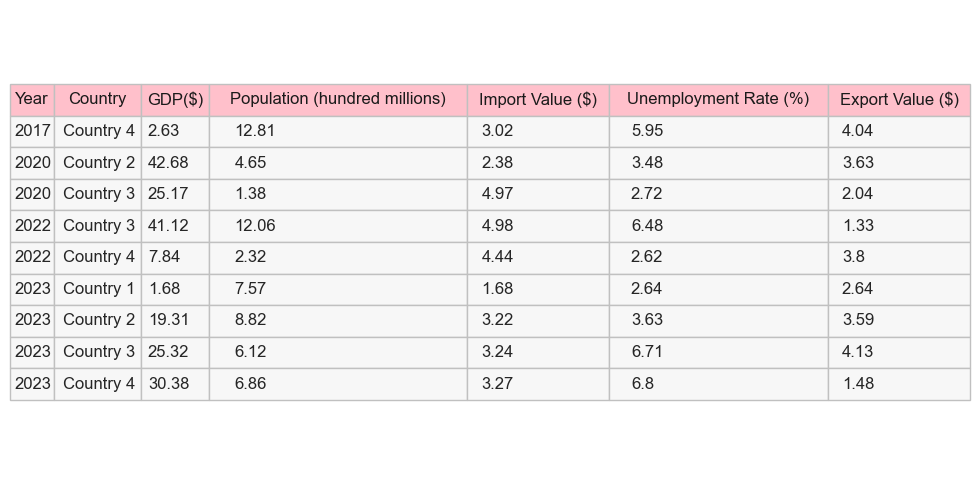 Year Country GDP($) Population (hundred millions) Import Value ($) Unemployment Rate (%) Export Value ($)
2017 Country 4 2.63 12.81 3.02 5.95 4.04
2020 Country 2 42.68 4.65 2.38 3.48 3.63
2020 Country 3 25.17 1.38 4.97 2.72 2.04
2022 Country 3 41.12 12.06 4.98 6.48 1.33
2022 Country 4 7.84 2.32 4.44 2.62 3.8
2023 Country 1 1.68 7.57 1.68 2.64 2.64
2023 Country 2 19.31 8.82 3.22 3.63 3.59
2023 Country 3 25.32 6.12 3.24 6.71 4.13
2023 Country 4 30.38 6.86 3.27 6.8 1.48